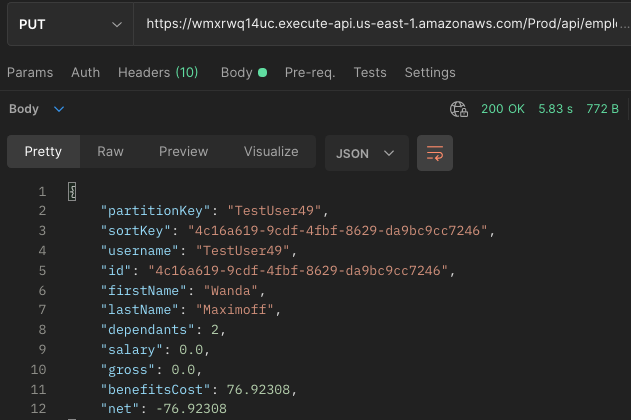 PUT https://wmxrwq14uc.execute-api.us-east-1.amazonaws.com/Prod/api/emplo...
Params Auth Headers (10) Body Pre-req. Tests Settings
Body 200 OK 5.83 s 772 B
Pretty Raw Preview Visualize JSON
1 {
2 "partitionKey": "TestUser49",
3 "sortKey": "4c16a619-9cdf-4fbf-8629-da9bc9cc7246",
4 "username": "TestUser49",
5 "id": "4c16a619-9cdf-4fbf-8629-da9bc9cc7246",
6 "firstName": "Wanda",
7 "lastName": "Maximoff",
8 "dependants": 2,
9 "salary": 0.0,
10 "gross": 0.0,
11 "benefitsCost": 76.92308,
12 "net": -76.92308